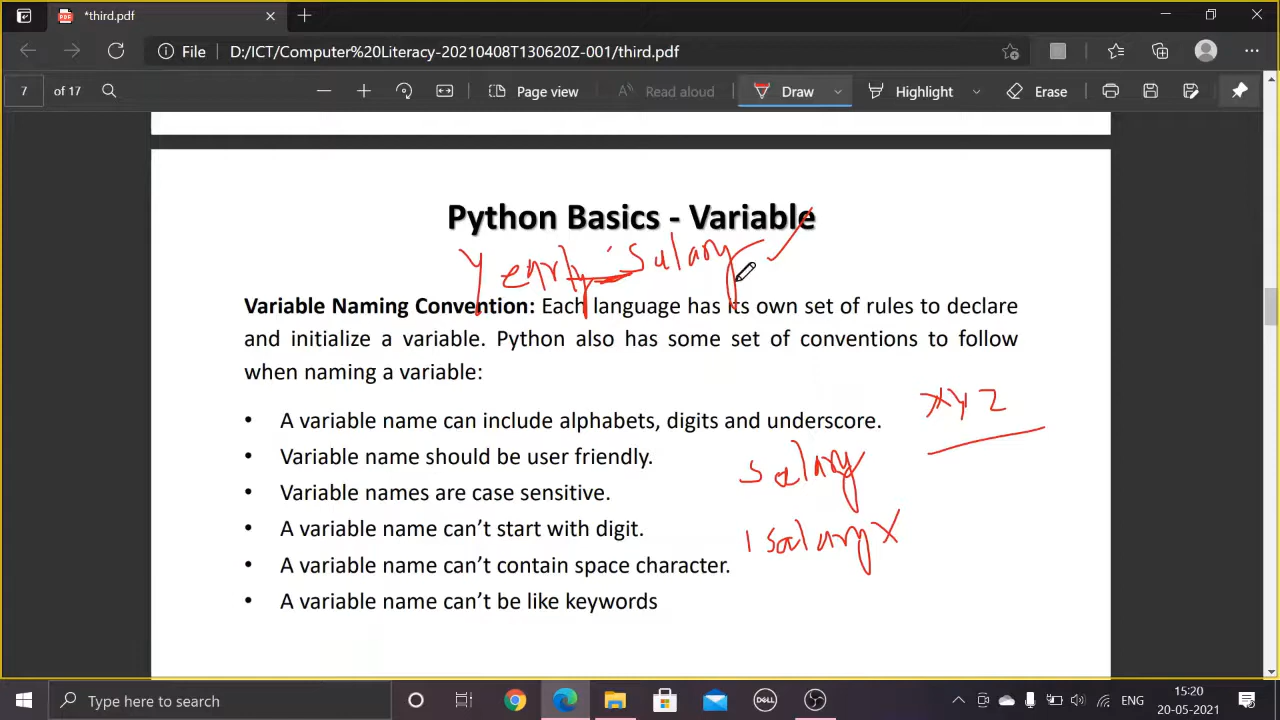 *third.pdf
File D:/ICT/Computer%20Literacy-20210408T130620Z-001/third.pdf
7 of 17 Page view Read aloud Draw Highlight Erase
Python Basics - Variable
Yearly_Salary
Variable Naming Convention: Each language has its own set of rules to declare
and initialize a variable. Python also has some set of conventions to follow
when naming a variable:
• A variable name can include alphabets, digits and underscore.
XYZ
• Variable name should be user friendly.
Salary
• Variable names are case sensitive.
• A variable name can't start with digit.
1Salary X
• A variable name can't contain space character.
• A variable name can't be like keywords
Type here to search
DELL
ENG
15:20
20-05-2021